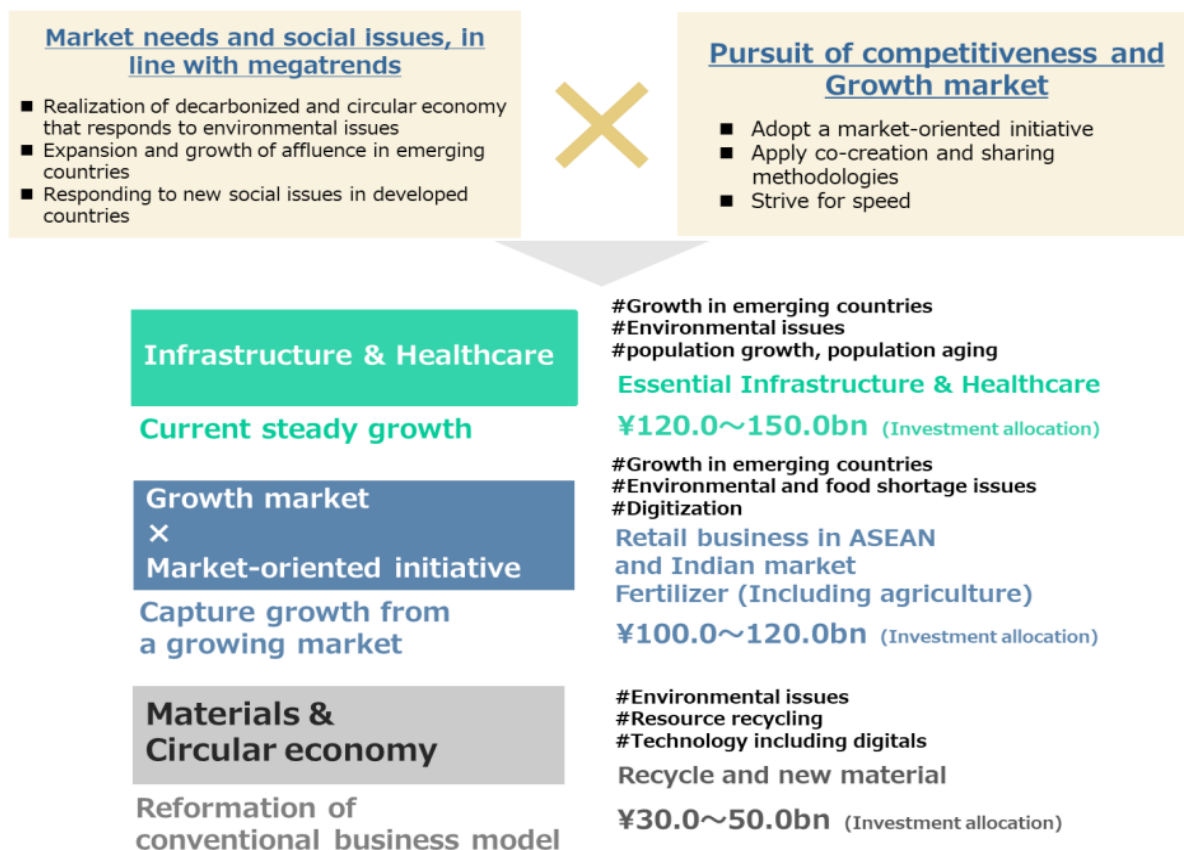 Market needs and social issues, in
line with megatrends
■ Realization of decarbonized and circular economy
that responds to environmental issues
■ Expansion and growth of affluence in emerging
countries
■ Responding to new social issues in developed
countries
×
Pursuit of competitiveness and
Growth market
■ Adopt a market-oriented initiative
■ Apply co-creation and sharing
methodologies
■ Strive for speed
Infrastructure & Healthcare
Current steady growth
#Growth in emerging countries
#Environmental issues
#population growth, population aging
Essential Infrastructure & Healthcare
¥120.0～150.0bn (Investment allocation)
Growth market
×
Market-oriented initiative
Capture growth from
a growing market
#Growth in emerging countries
#Environmental and food shortage issues
#Digitization
Retail business in ASEAN
and Indian market
Fertilizer (Including agriculture)
¥100.0～120.0bn (Investment allocation)
Materials &
Circular economy
Reformation of
conventional business model
#Environmental issues
#Resource recycling
#Technology including digitals
Recycle and new material
¥30.0～50.0bn (Investment allocation)